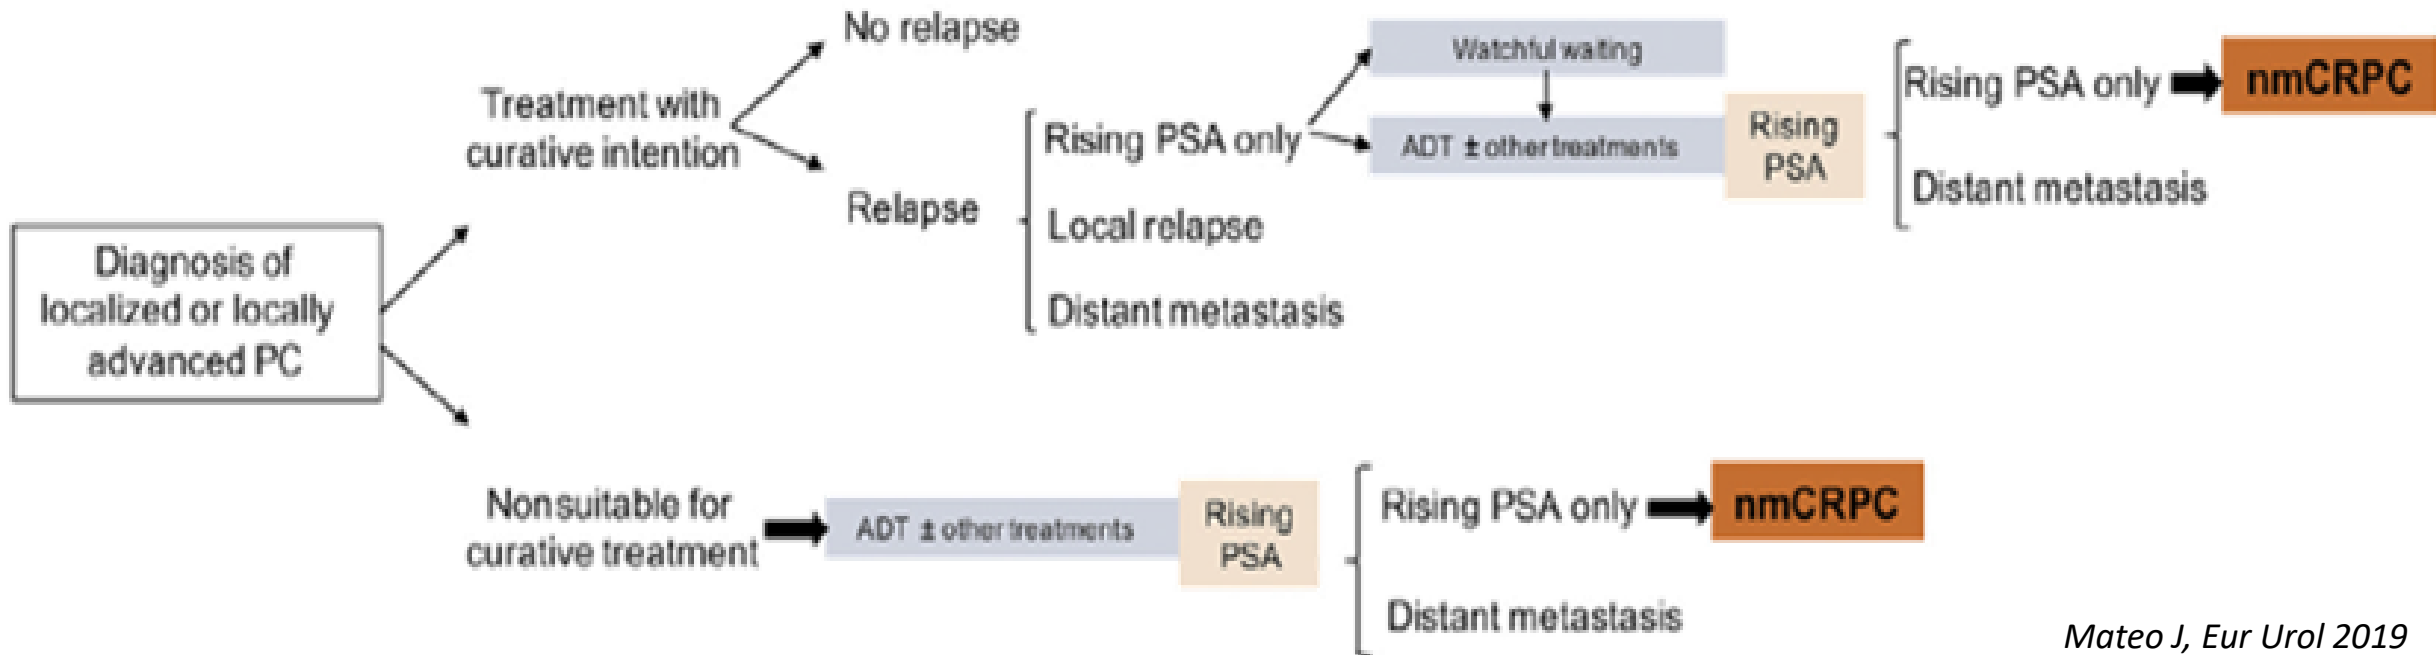 No relapse
Treatment with
curative intention
Relapse
Rising PSA only
Local relapse
Distant metastasis
Watchful waiting
ADT ± other treatments
Rising
PSA
Rising PSA only
nmCRPC
Distant metastasis
Diagnosis of
localized or locally
advanced PC
Nonsuitable for
curative treatment
ADT ± other treatments
Rising
PSA
Rising PSA only
nmCRPC
Distant metastasis
Mateo J, Eur Urol 2019